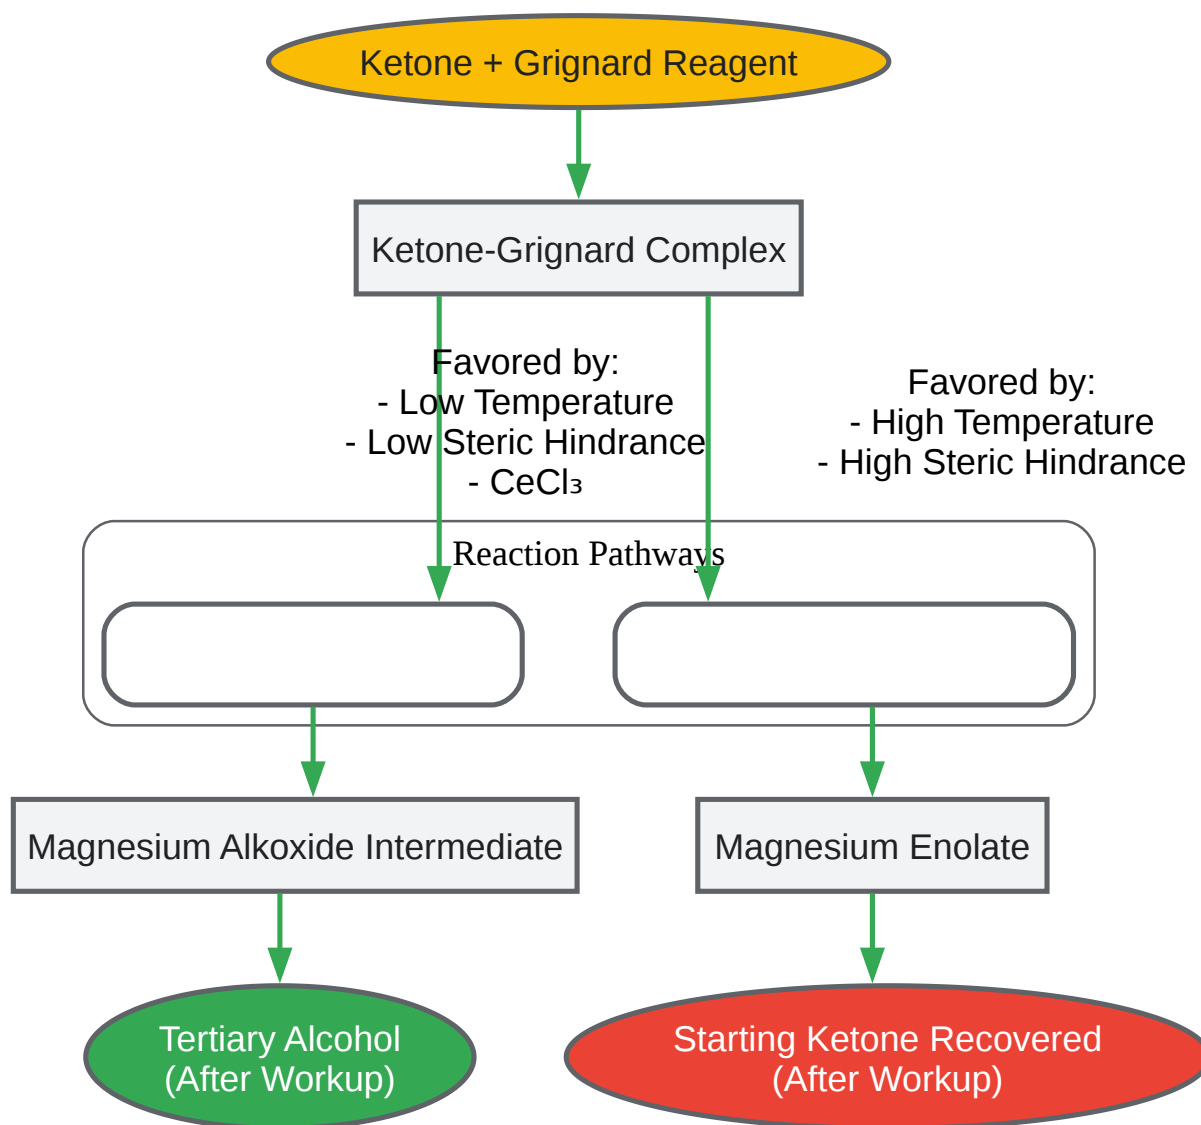 Ketone + Grignard Reagent
Ketone-Grignard Complex
Favored by:
- Low Temperature
- Low Steric Hindrance
- CeCl₃
Favored by:
- High Temperature
- High Steric Hindrance
Reaction Pathways
Magnesium Alkoxide Intermediate
Magnesium Enolate
Tertiary Alcohol
(After Workup)
Starting Ketone Recovered
(After Workup)